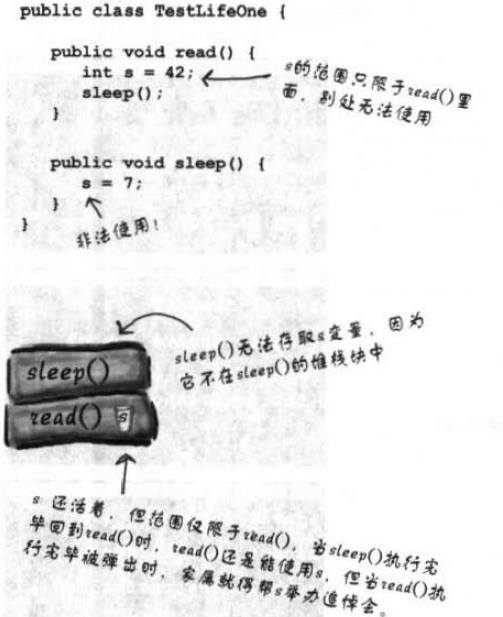 public class TestLifeOne {
public void read() {
int s = 42;
sleep();
}
s的范围只限于read()里
面，别处无法使用
public void sleep() {
s = 7;
}
}
非法使用!
sleep()无法存取s变量，因为
它不在sleep()的堆栈块中
sleep()
read() s
s 还活着，但范围仅限于read()，当sleep()执行完
毕回到read()时，read()还是能使用s，但当read()执
行完毕被弹出时，家属就得帮s举办追悼会。